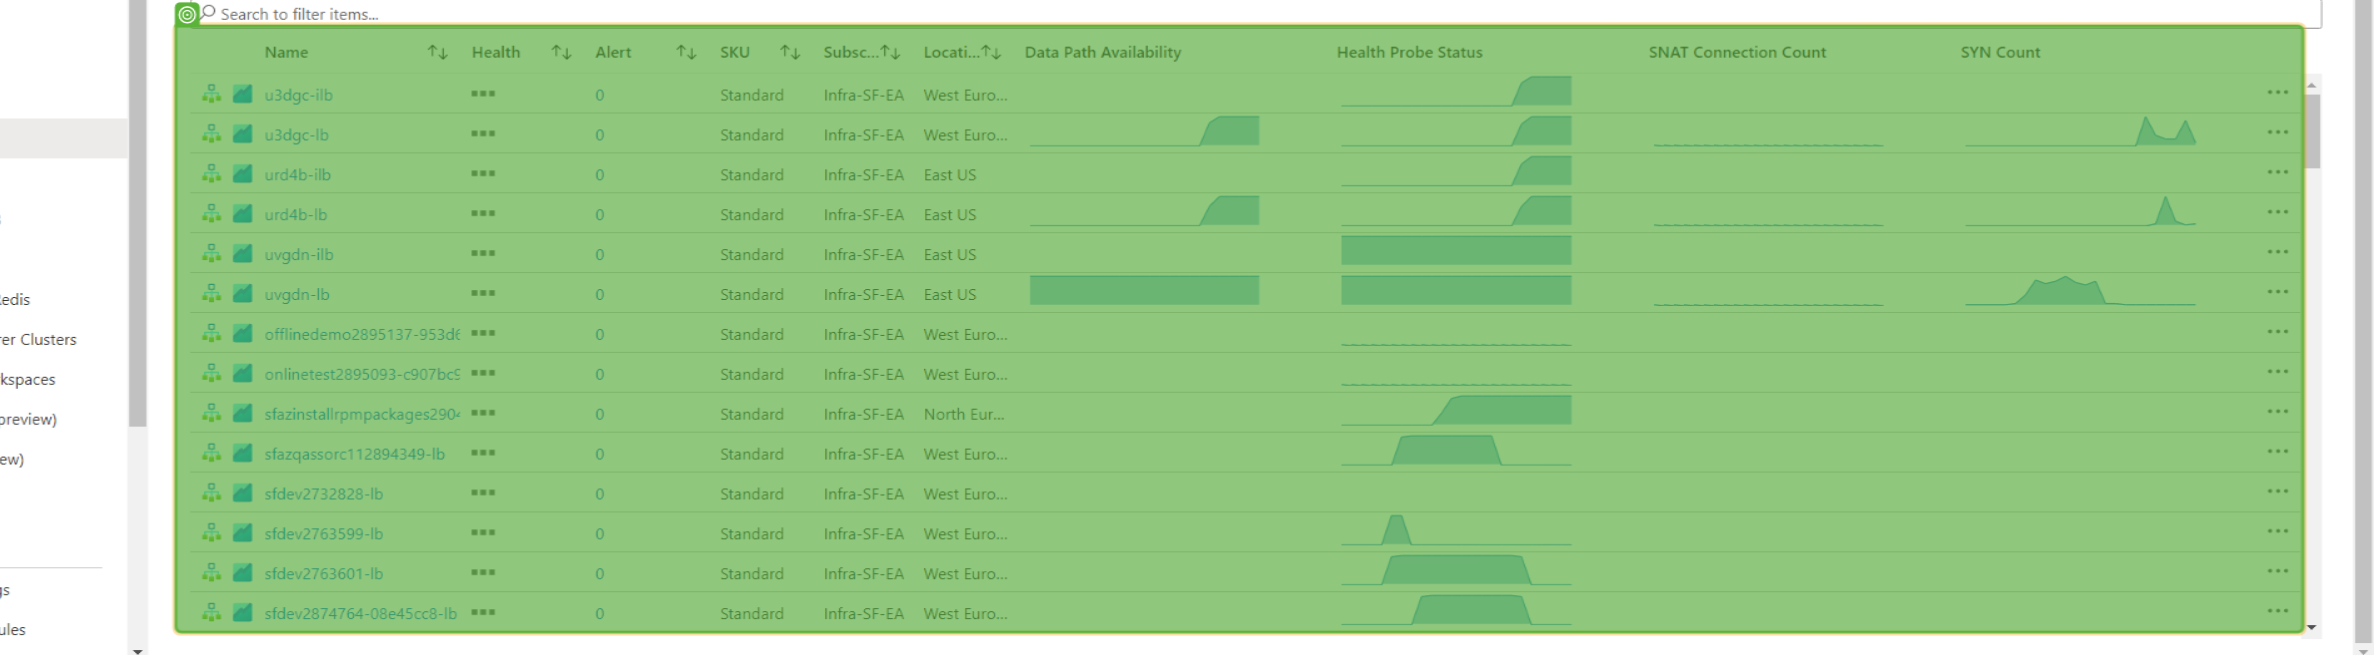 Search to filter items...
Name Health Alert SKU Subsc... Locati... Data Path Availability Health Probe Status SNAT Connection Count SYN Count
u3dgc-ilb 0 Standard Infra-SF-EA West Euro...
u3dgc-lb 0 Standard Infra-SF-EA West Euro...
urd4b-ilb 0 Standard Infra-SF-EA East US
urd4b-lb 0 Standard Infra-SF-EA East US
uvgdn-ilb 0 Standard Infra-SF-EA East US
uvgdn-lb 0 Standard Infra-SF-EA East US
offlinedemo2895137-953d6 0 Standard Infra-SF-EA West Euro...
onlinetest2895093-c907bc9 0 Standard Infra-SF-EA West Euro...
sfazinstallrpmpackages290 0 Standard Infra-SF-EA North Eur...
sfazqassorc112894349-lb 0 Standard Infra-SF-EA West Euro...
sfdev2732828-lb 0 Standard Infra-SF-EA West Euro...
sfdev2763599-lb 0 Standard Infra-SF-EA West Euro...
sfdev2763601-lb 0 Standard Infra-SF-EA West Euro...
sfdev2874764-08e45cc8-lb 0 Standard Infra-SF-EA West Euro...
edis
er Clusters
kspaces
preview)
ew)
gs
ules